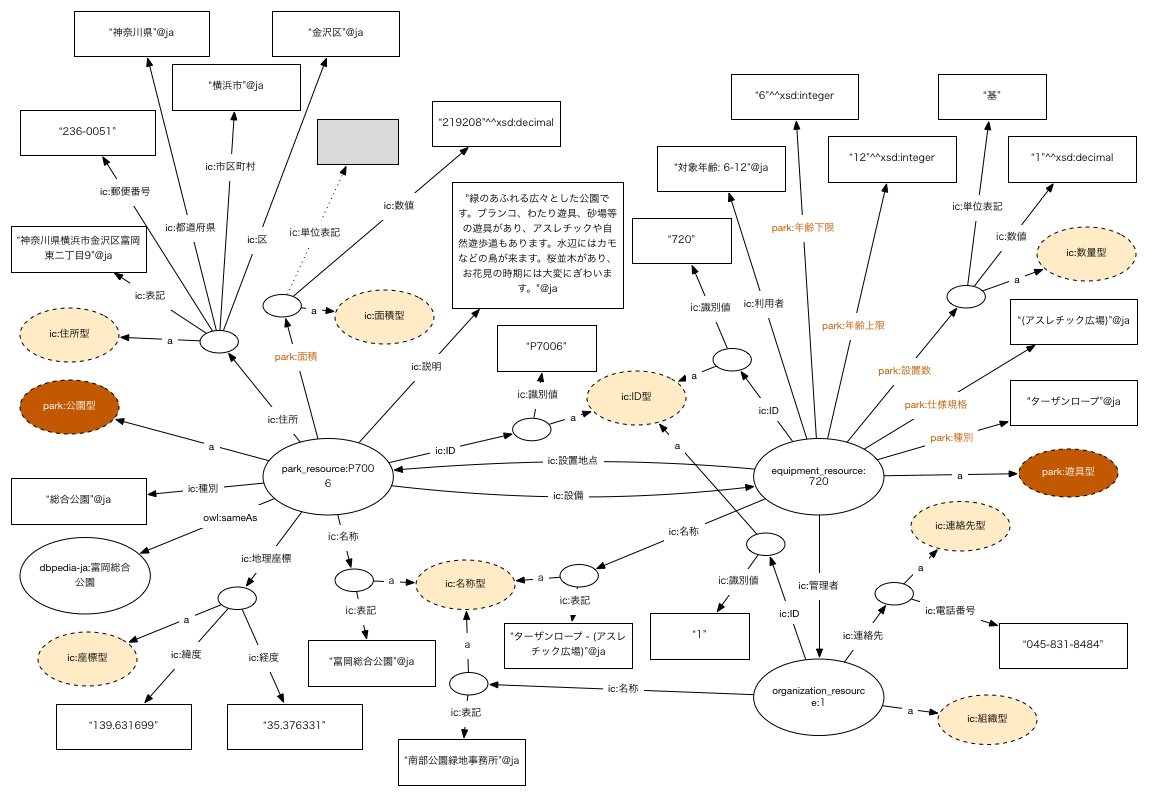 "神奈川県"@ja
"金沢区"@ja
"横浜市"@ja
"6"^^xsd:integer
"基"
"236-0051"
"219208"^^xsd:decimal
"12"^^xsd:integer
"1"^^xsd:decimal
ic:市区町村
"対象年齢: 6-12"@ja
ic:郵便番号
ic:数値
"緑のあふれる広々とした公園で
す。ブランコ、わたり遊具、砂場等
の遊具があり、アスレチックや自
然遊歩道もあります。水辺にはカモ
などの鳥が来ます。桜並木があり、
お花見の時期には大変にぎわいま
す。"@ja
ic:単位表記
ic:都道府県
park:年齢下限
ic:単位表記
ic:区
"720"
ic:数値
"神奈川県横浜市金沢区富岡
東二丁目9"@ja
ic:数量型
a
ic:表記
ic:利用者
ic:識別値
a
ic:面積型
"(アスレチック広場)"@ja
park:年齢上限
ic:住所型
a
"P7006"
park:面積
ic:説明
park:設置数
a
ic:識別値
ic:ID型
"ターザンロープ"@ja
park:公園型
park:仕様規格
ic:ID
ic:住所
a
park:種別
a
ic:ID
a
ic:設置地点
park_resource:P700
6
equipment_resource:
720
a
park:遊具型
ic:種別
"総合公園"@ja
ic:設備
owl:sameAs
ic:連絡先型
ic:名称
ic:名称
ic:地理座標
dbpedia-ja:富岡総合
公園
a
ic:名称型
a
a
ic:識別値
ic:管理者
ic:表記
ic:表記
ic:電話番号
ic:ID
a
"1"
ic:連絡先
"ターザンロープ - (アスレ
チック広場)"@ja
"045-831-8484"
a
ic:座標型
ic:緯度
ic:経度
"富岡総合公園"@ja
ic:名称
organization_resourc
e:1
ic:表記
a
ic:組織型
"139.631699"
"35.376331"
"南部公園緑地事務所"@ja